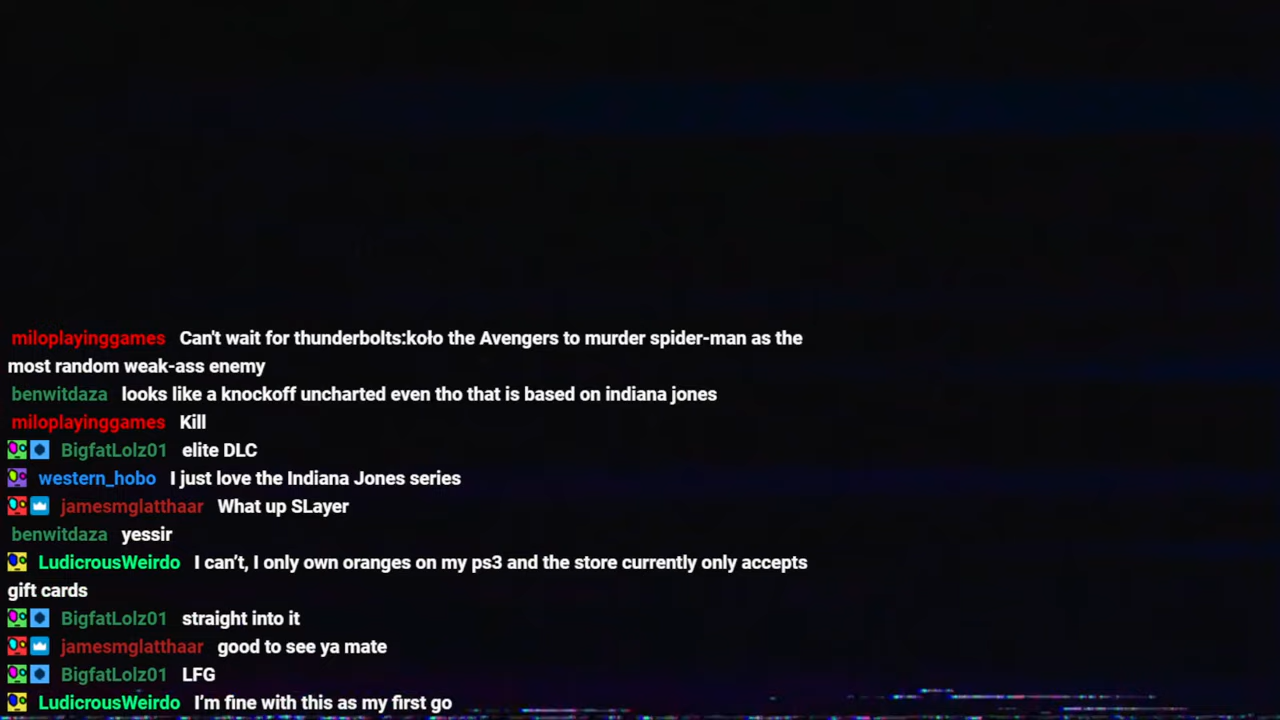 miloplayinggames Can't wait for thunderbolts:koło the Avengers to murder spider-man as the
most random weak-ass enemy
benwitdaza looks like a knockoff uncharted even tho that is based on indiana jones
miloplayinggames Kill
BigfatLolz01 elite DLC
western_hobo I just love the Indiana Jones series
jamesmglatthaar What up SLayer
benwitdaza yessir
LudicrousWeirdo I can’t, I only own oranges on my ps3 and the store currently only accepts
gift cards
BigfatLolz01 straight into it
jamesmglatthaar good to see ya mate
BigfatLolz01 LFG
LudicrousWeirdo I’m fine with this as my first go